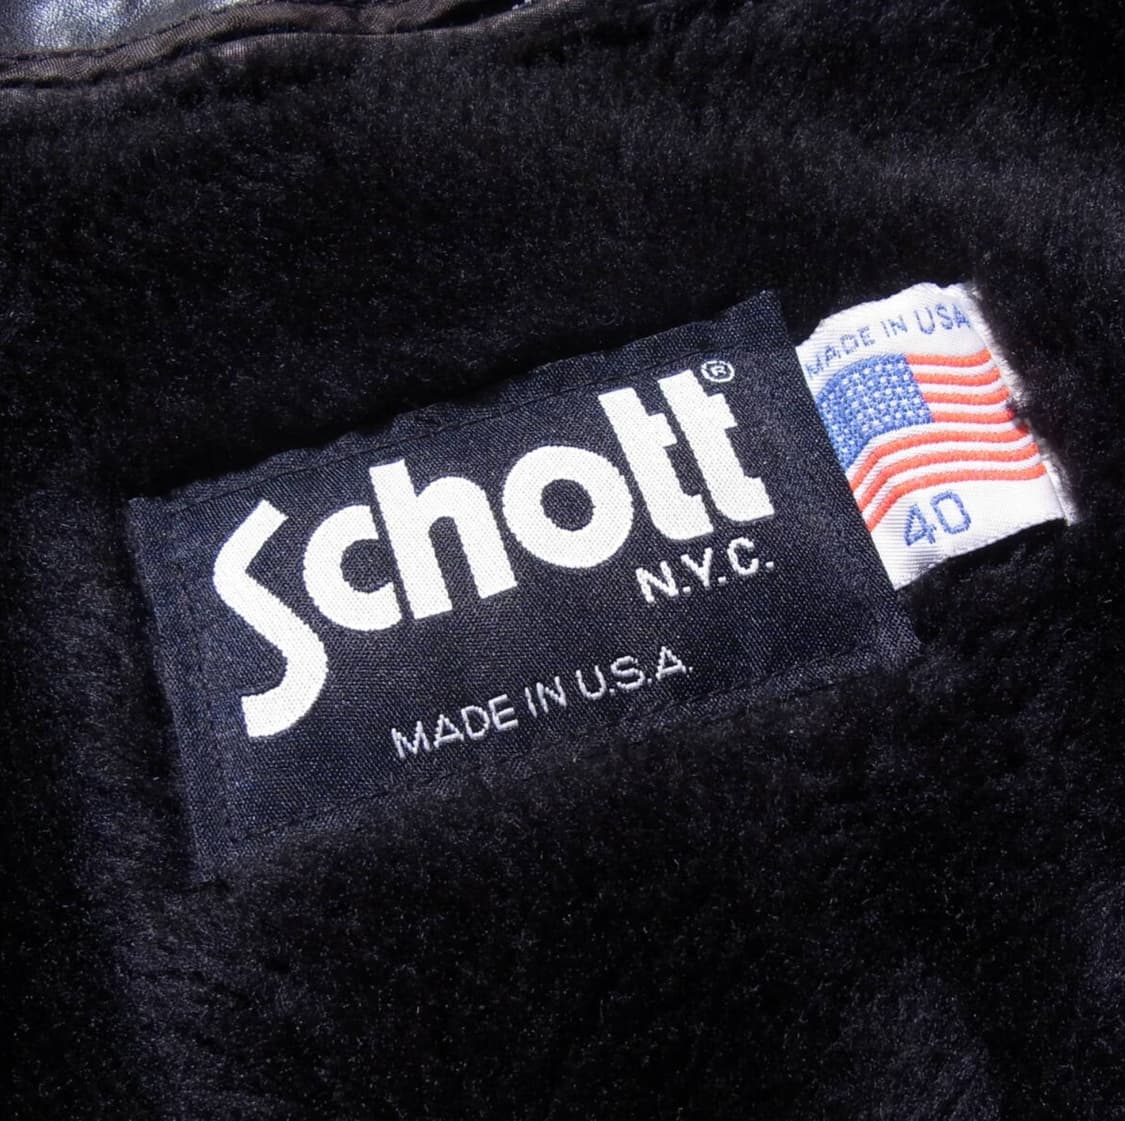 Schott®
N.Y.C.
MADE IN U.S.A.
MADE IN USA
40